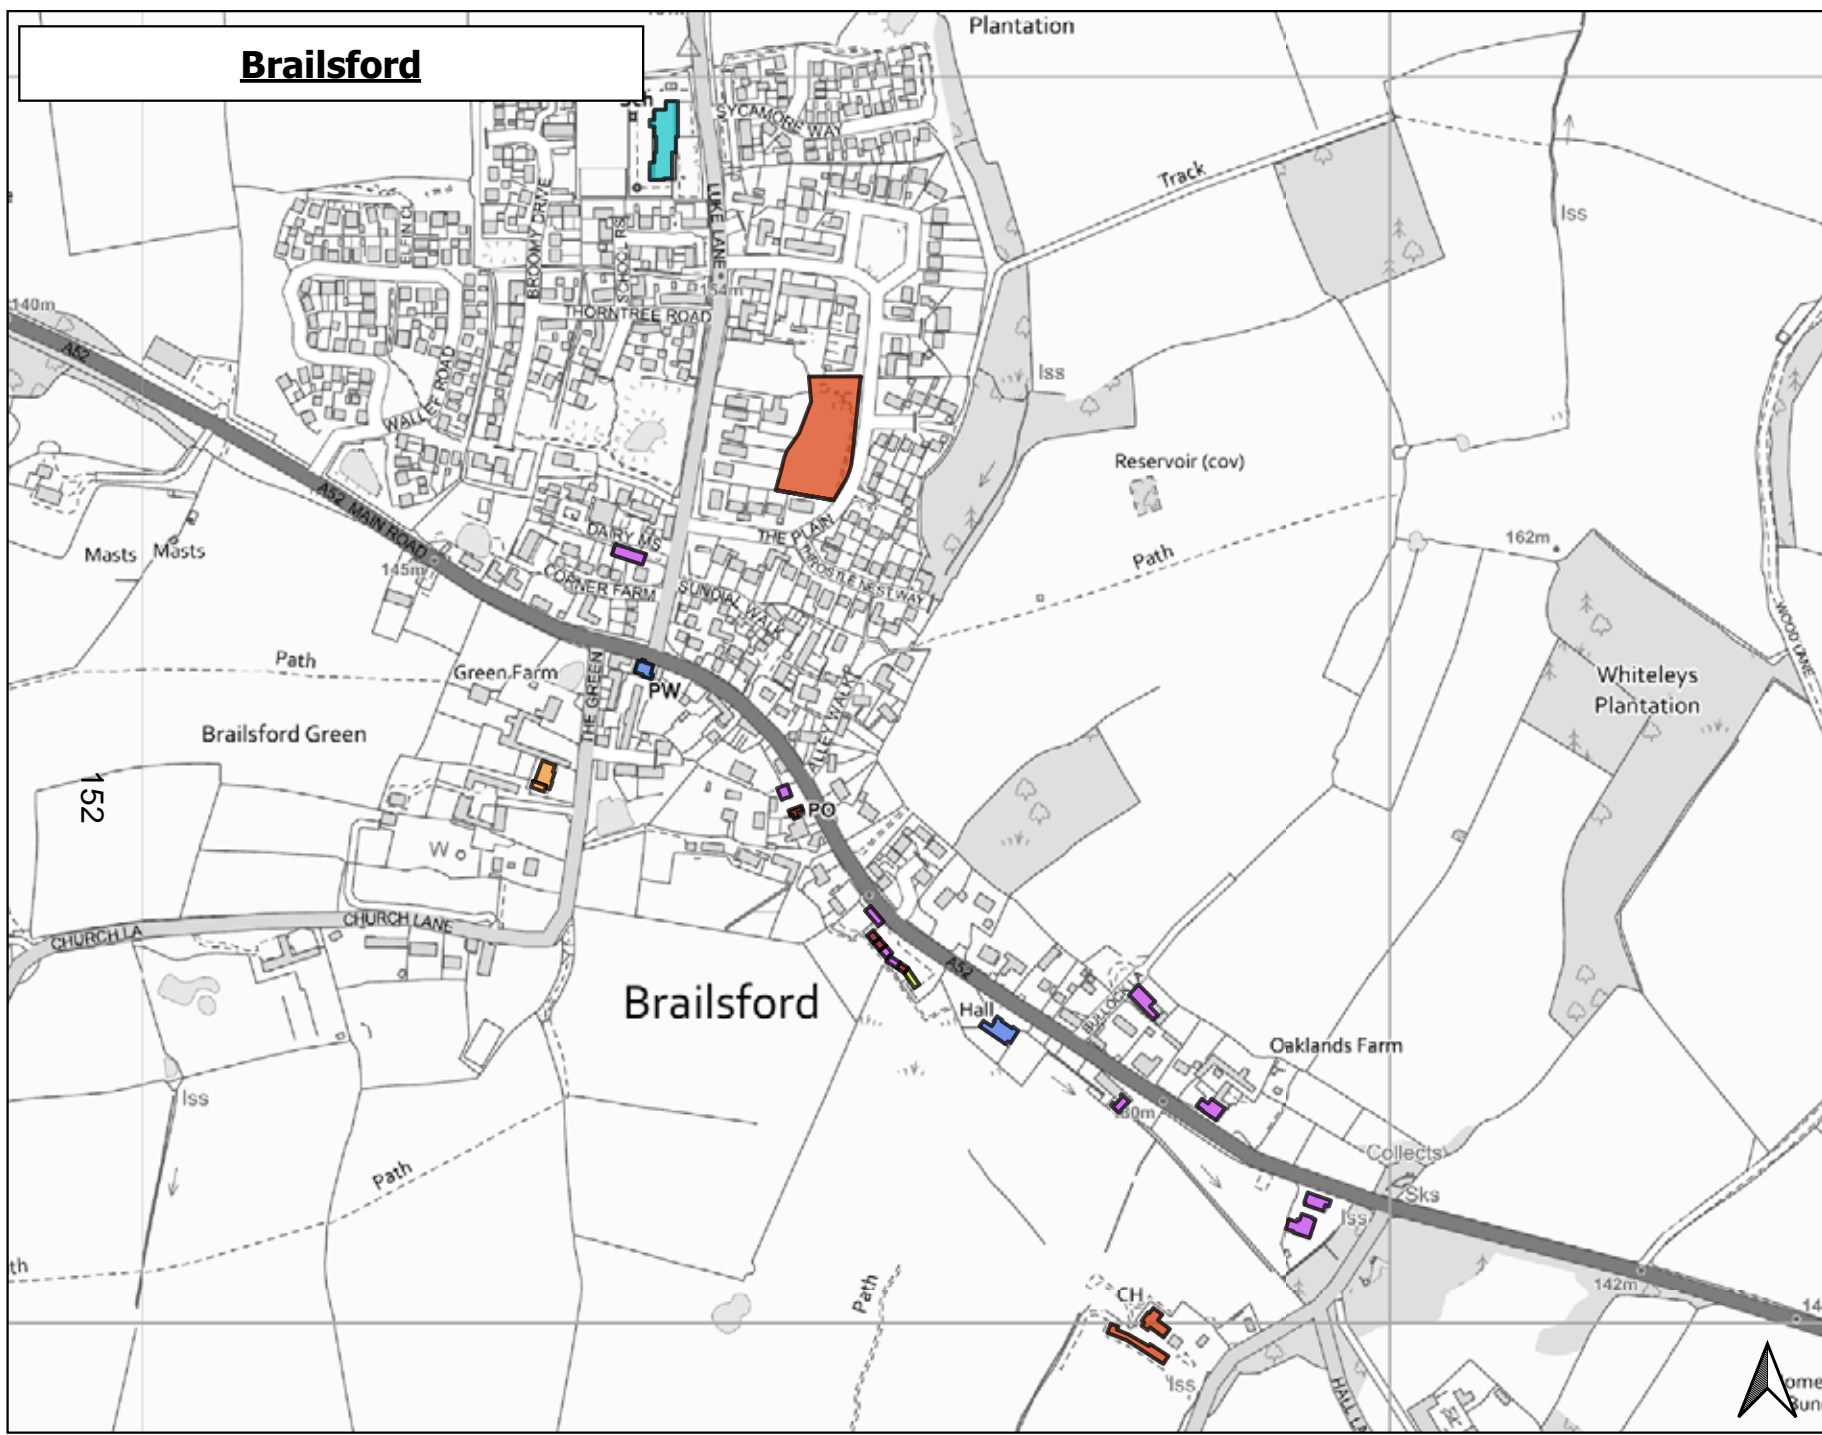 Brailsford
Plantation
Sch
SYCAMORE WAY
Track
LUKE LANE
BROOMY DRIVE
Iss
154m
THORNTREE ROAD
140m
A52
Iss
WALLEY ROAD
Reservoir (cov)
A52 MAIN ROAD
DAIRY MS
THE PLAIN
162m
Masts
Masts
Path
THROSTLE NEST WAY
145m
CORNER FARM
SUNDIAL WALK
WOOD LANE
Path
Green Farm
PW
THE GREEN
Whiteleys
Plantation
Brailsford Green
152
PO
W
CHURCH LANE
CHURCH LA
A52
Brailsford
Hall
Oaklands Farm
Iss
Collects
Sks
Path
Iss
th
142m
Path
CH
Iss
HALL LA